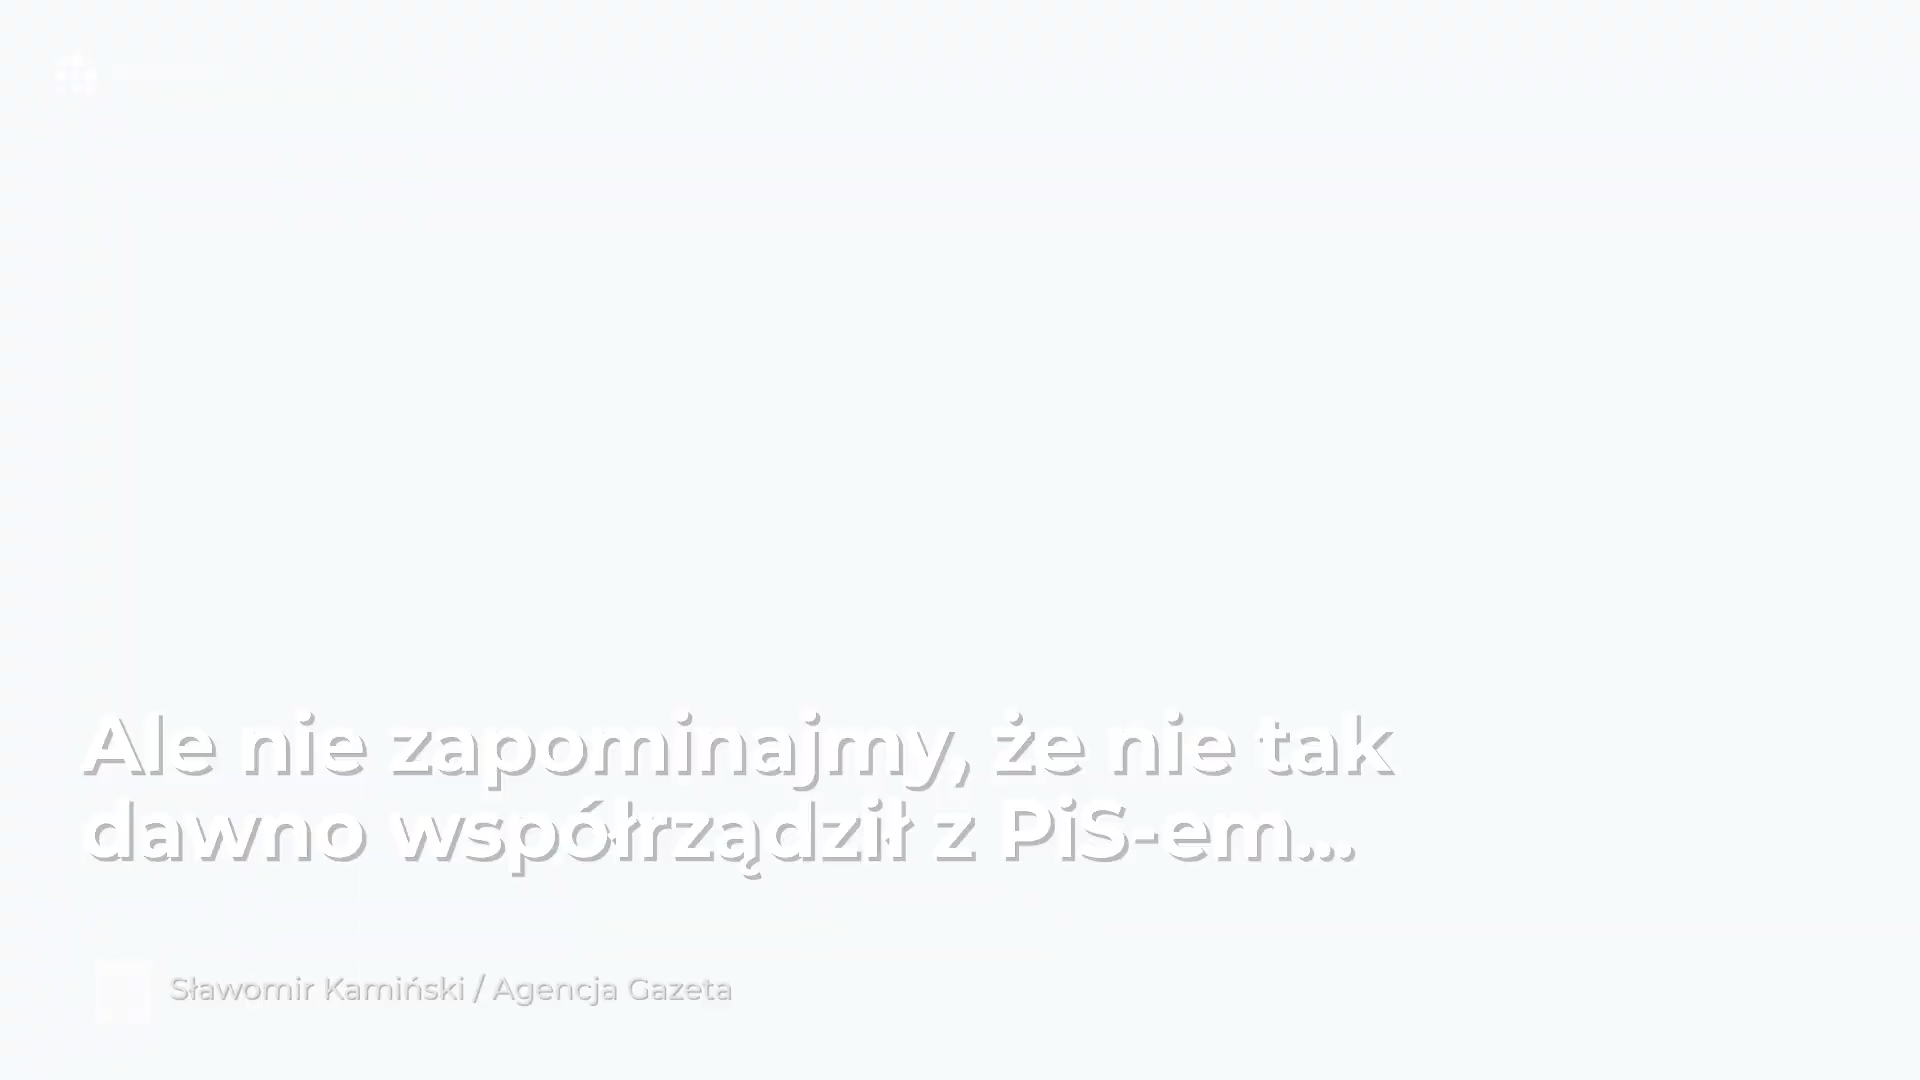 Ale nie zapominajmy, że nie tak
dawno współrządził z PiS-em...
Sławomir Kamiński / Agencja Gazeta